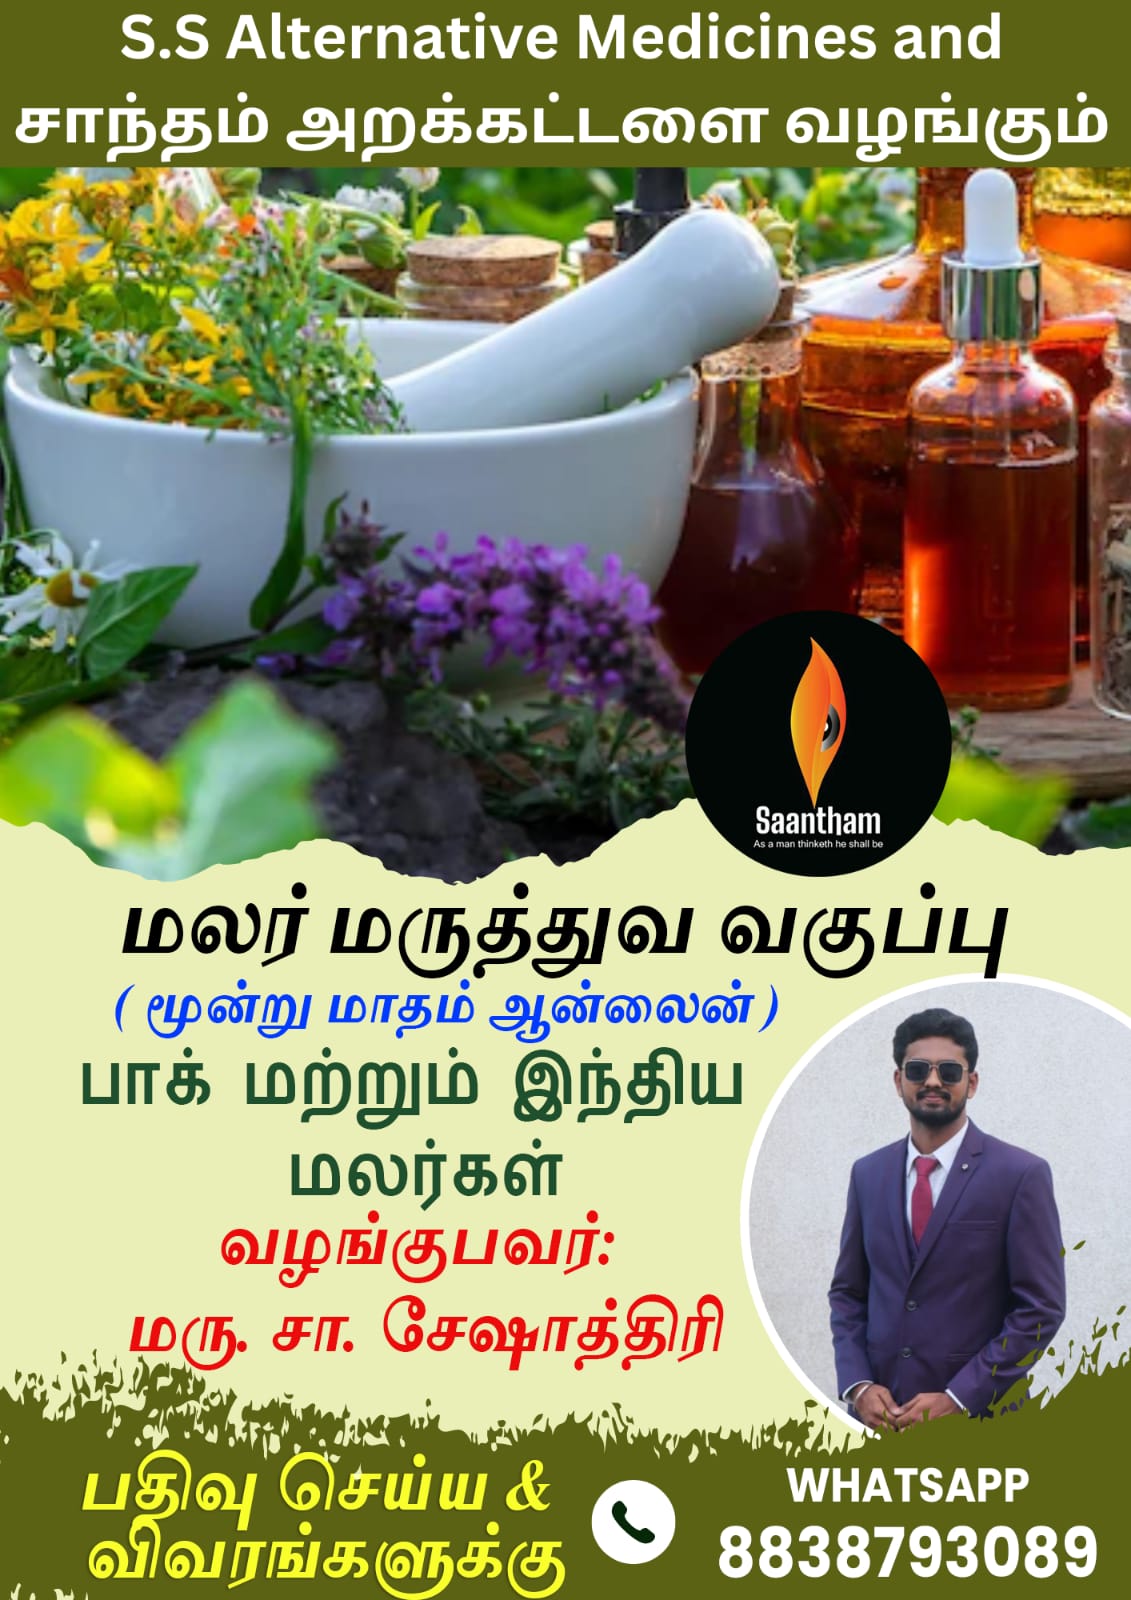 S.S Alternative Medicines and
சாந்தம் அறக்கட்டளை வழங்கும்
Saantham
As a man thinketh he shall be
மலர் மருத்துவ வகுப்பு
( மூன்று மாதம் ஆன்லைன் )
பாக் மற்றும் இந்திய
மலர்கள்
வழங்குபவர்:
மரு. சா. சேஷாத்திரி
பதிவு செய்ய &
விவரங்களுக்கு
WHATSAPP
8838793089